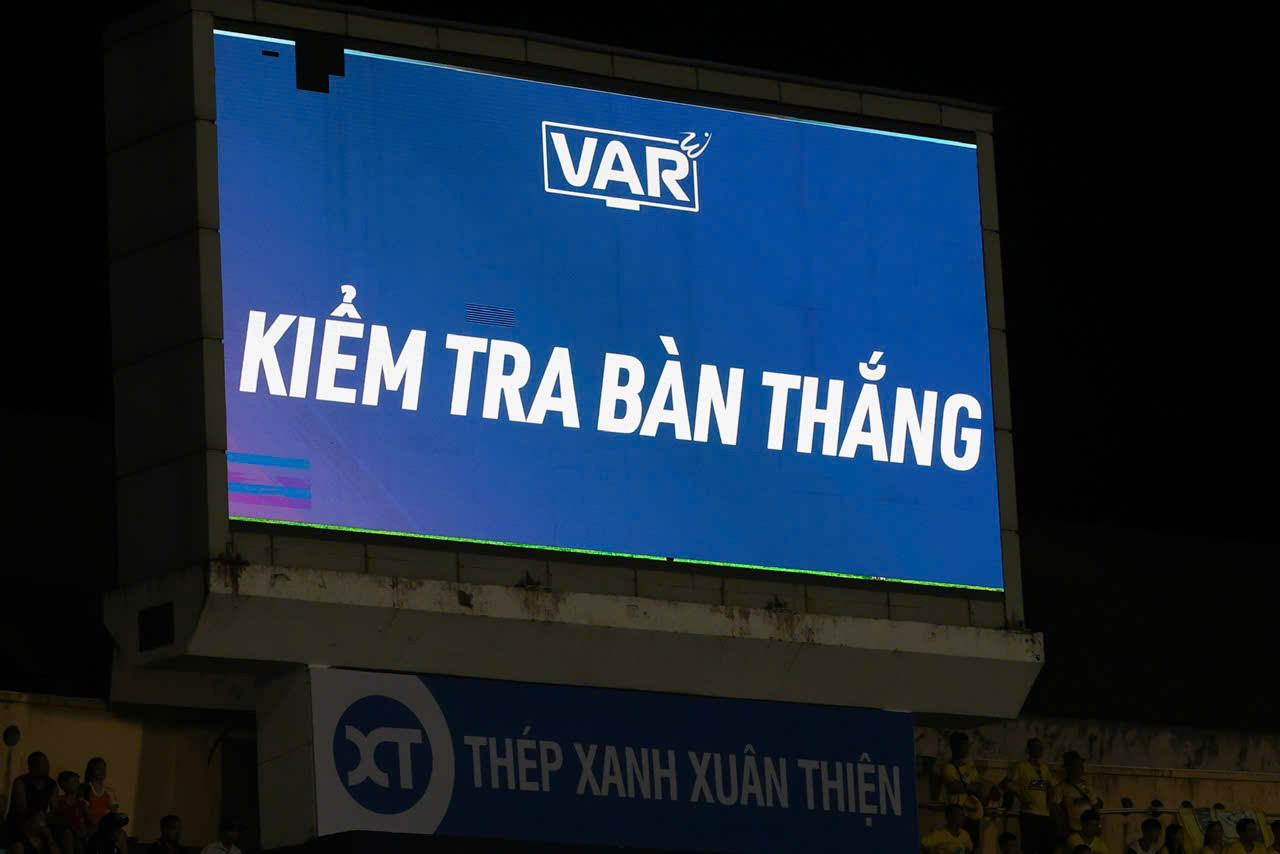 VAR
KIỂM TRA BÀN THẮNG
XT
THÉP XANH XUÂN THIỆN